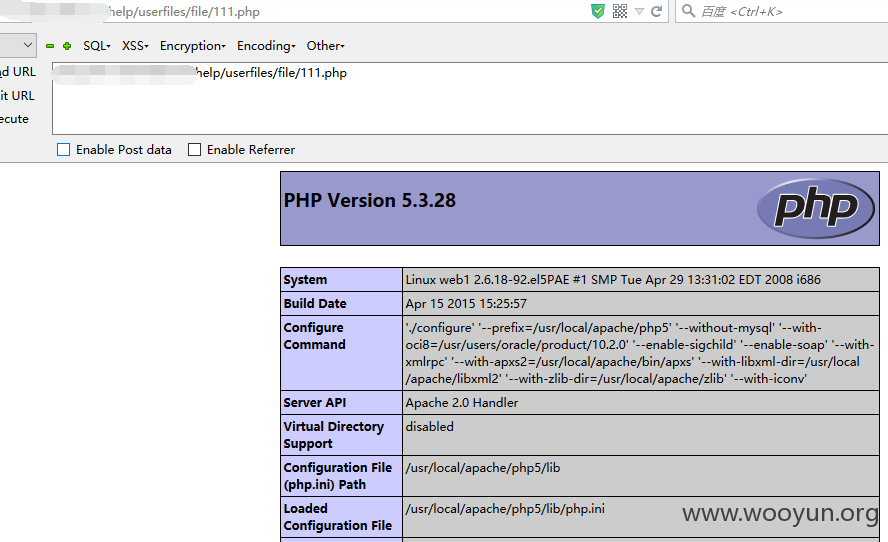 help/userfiles/file/111.php
百度 <Ctrl+K>
SQL- XSS- Encryption- Encoding- Other-
d URL
help/userfiles/file/111.php
it URL
ecute
Enable Post data Enable Referrer
PHP Version 5.3.28
php
System Linux web1 2.6.18-92.el5PAE #1 SMP Tue Apr 29 13:31:02 EDT 2008 i686
Build Date Apr 15 2015 15:25:57
Configure
Command
'./configure' '--prefix=/usr/local/apache/php5' '--without-mysql' '--with-
oci8=/usr/users/oracle/product/10.2.0' '--enable-sigchild' '--enable-soap' '--with-
xmlrpc' '--with-apxs2=/usr/local/apache/bin/apxs' '--with-libxml-dir=/usr/local
/apache/libxml2' '--with-zlib-dir=/usr/local/apache/zlib' '--with-iconv'
Server API Apache 2.0 Handler
Virtual Directory
Support
disabled
Configuration File
(php.ini) Path
/usr/local/apache/php5/lib
Loaded
Configuration File
/usr/local/apache/php5/lib/php.ini
www.wooyun.org